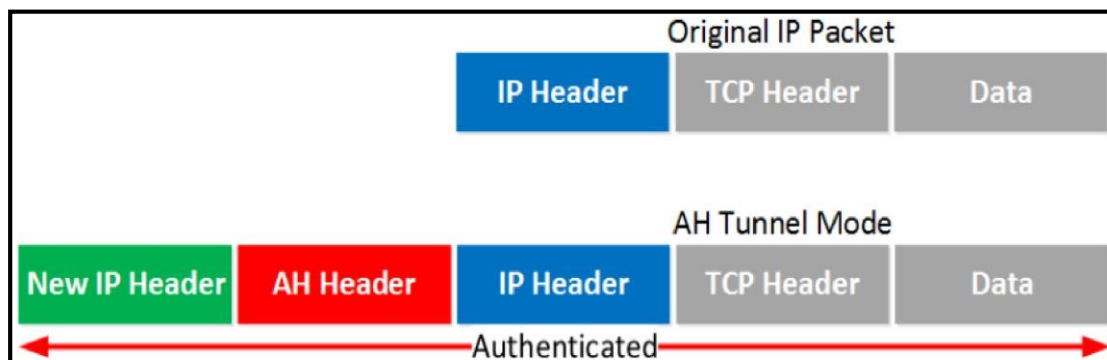 Original IP Packet
IP Header TCP Header Data
AH Tunnel Mode
New IP Header AH Header IP Header TCP Header Data
Authenticated